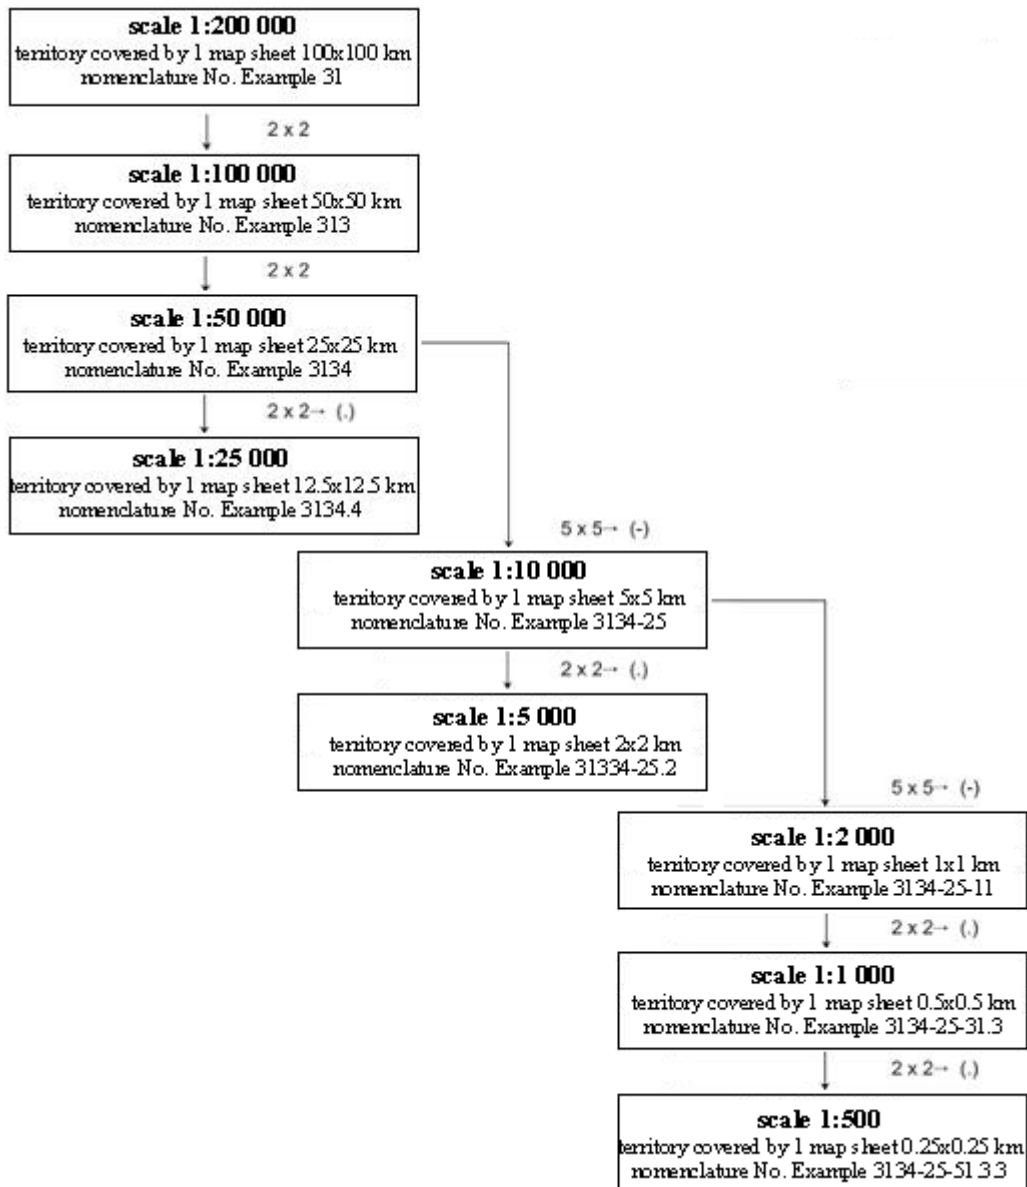 scale 1:200 000
territory covered by 1 map sheet 100x100 km
nomenclature No. Example 31
2 x 2
scale 1:100 000
territory covered by 1 map sheet 50x50 km
nomenclature No. Example 313
2 x 2
scale 1:50 000
territory covered by 1 map sheet 25x25 km
nomenclature No. Example 3134
2 x 2→ (.)
scale 1:25 000
territory covered by 1 map sheet 12.5x12.5 km
nomenclature No. Example 3134.4
5 x 5→ (-)
scale 1:10 000
territory covered by 1 map sheet 5x5 km
nomenclature No. Example 3134-25
2 x 2→ (.)
scale 1:5 000
territory covered by 1 map sheet 2x2 km
nomenclature No. Example 31334-25.2
5 x 5→ (-)
scale 1:2 000
territory covered by 1 map sheet 1x1 km
nomenclature No. Example 3134-25-11
2 x 2→ (.)
scale 1:1 000
territory covered by 1 map sheet 0.5x0.5 km
nomenclature No. Example 3134-25-31.3
2 x 2→ (.)
scale 1:500
territory covered by 1 map sheet 0.25x0.25 km
nomenclature No. Example 3134-25-51.3.3